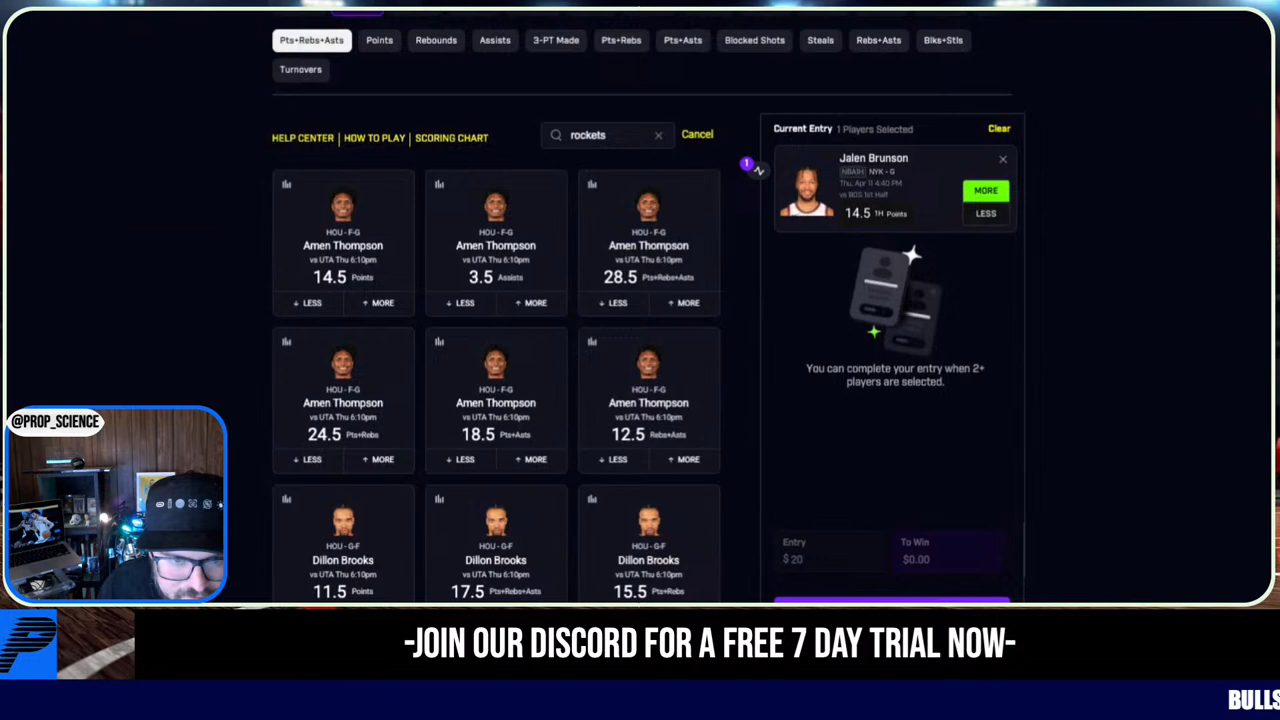 Pts+Rebs+Asts Points Rebounds Assists 3-PT Made Pts+Rebs Pts+Asts Blocked Shots Steals Rebs+Asts Blks+Stls
Turnovers
HELP CENTER | HOW TO PLAY | SCORING CHART
rockets
Cancel
HOU - F-G
Amen Thompson
vs UTA Thu 6:10pm
14.5 Points
LESS
MORE
HOU - F-G
Amen Thompson
vs UTA Thu 6:10pm
3.5 Assists
LESS
MORE
HOU - F-G
Amen Thompson
vs UTA Thu 6:10pm
28.5 Pts+Rebs+Asts
LESS
MORE
HOU - F-G
Amen Thompson
vs UTA Thu 6:10pm
24.5 Pts+Rebs
LESS
MORE
HOU - F-G
Amen Thompson
vs UTA Thu 6:10pm
18.5 Pts+Asts
LESS
MORE
HOU - F-G
Amen Thompson
vs UTA Thu 6:10pm
12.5 Rebs+Asts
LESS
MORE
HOU - G-F
Dillon Brooks
vs UTA Thu 6:10pm
11.5 Points
HOU - G-F
Dillon Brooks
vs UTA Thu 6:10pm
17.5 Pts+Rebs+Asts
HOU - G-F
Dillon Brooks
vs UTA Thu 6:10pm
15.5 Pts+Rebs
Current Entry 1 Players Selected
Clear
1
Jalen Brunson
NBA1H NYK - G
Thu, Apr 11 4:40 PM
vs BOS 1st Half
14.5 1H Points
MORE
LESS
You can complete your entry when 2+
players are selected.
Entry
$ 20
To Win
$0.00
@PROP_SCIENCE
-JOIN OUR DISCORD FOR A FREE 7 DAY TRIAL NOW-
BULLS